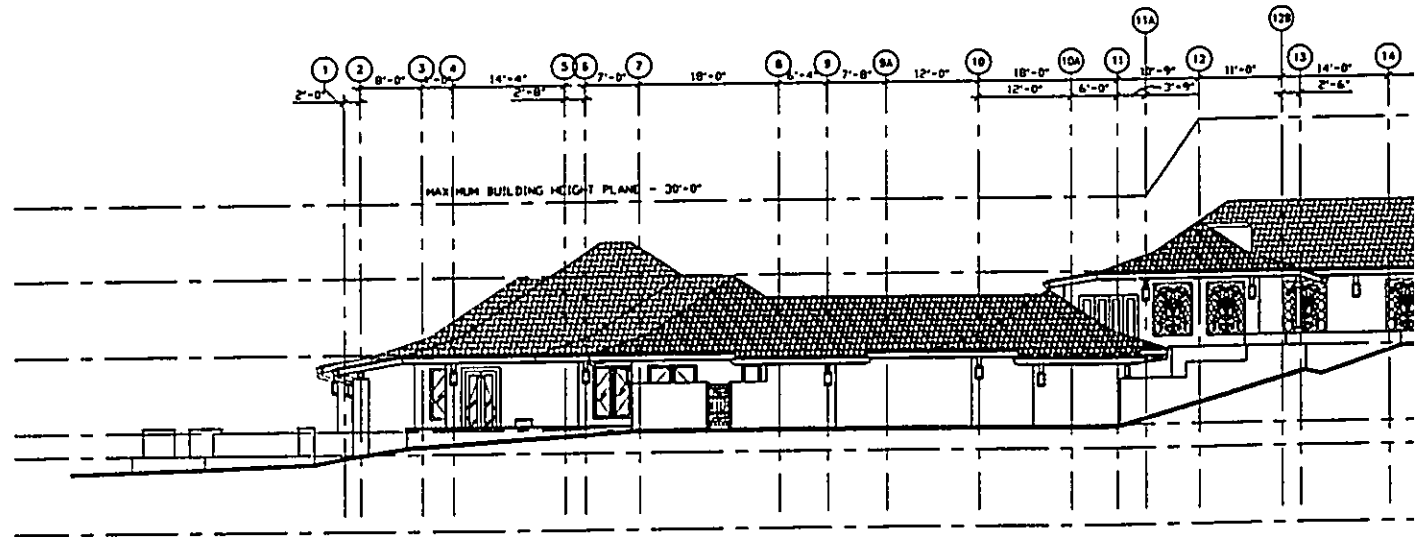 11A 12B
1 2 3 4 5 6 7 8 9 9A 10 10A 11 12 13 14
8'-0" 14'-4" 7'-0" 18'-0" 6'-4" 7'-8" 12'-0" 18'-0" 11'-0" 14'-0"
2'-0" 2'-8" 12'-0" 6'-0" 3'-9" 2'-6"
MAXIMUM BUILDING HEIGHT PLANE - 30'-0"